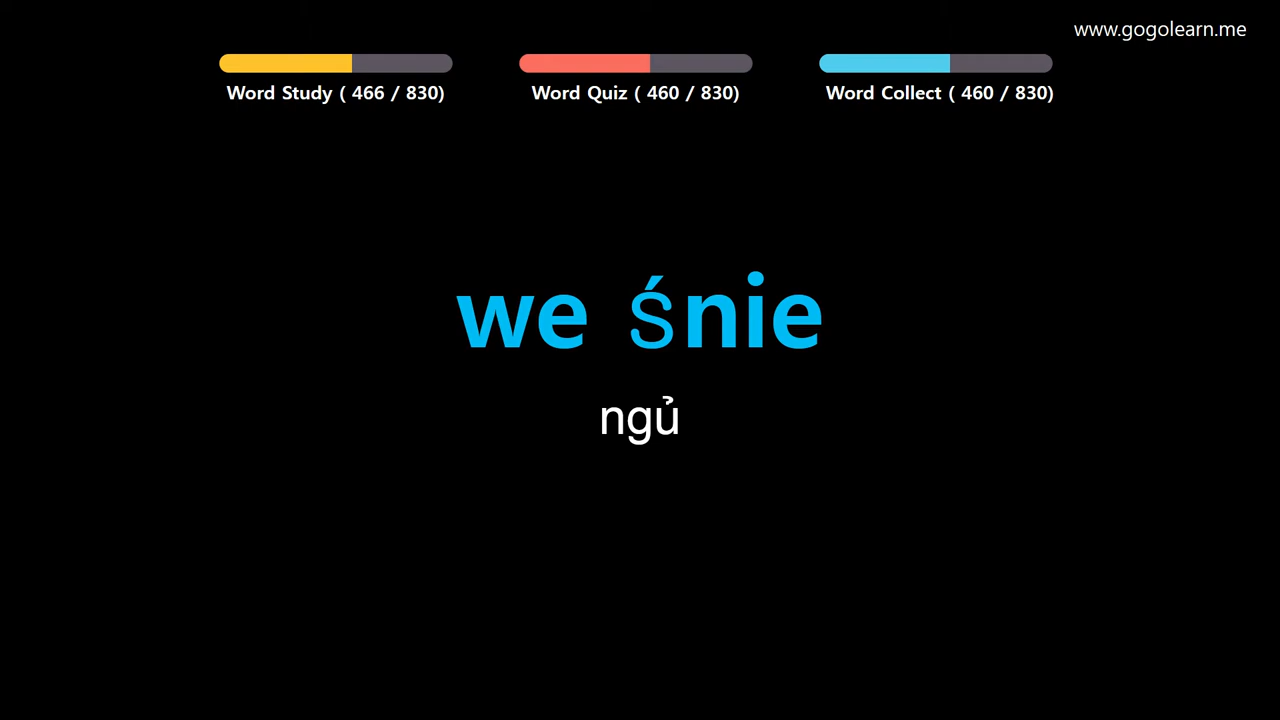 www.gogolearn.me
Word Study ( 466 / 830)
Word Quiz ( 460 / 830)
Word Collect ( 460 / 830)
we śnie
ngủ